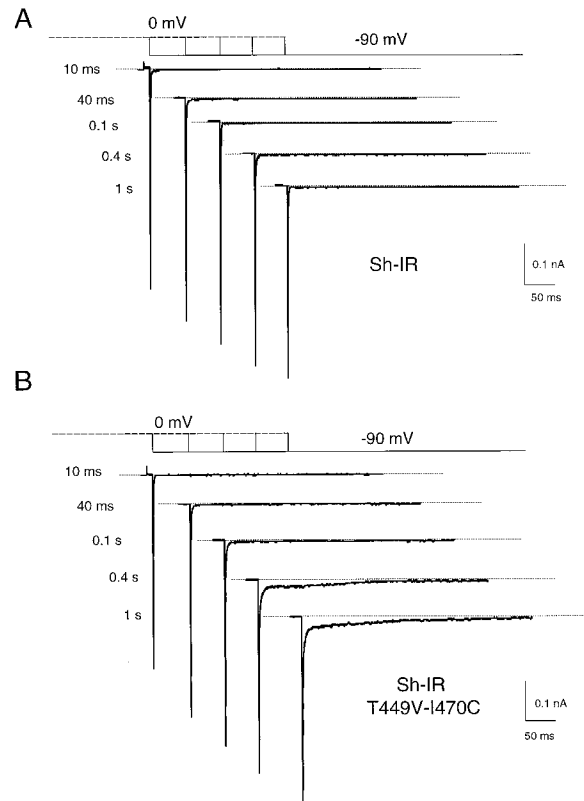 A
0 mV
-90 mV
10 ms
40 ms
0.1 s
0.4 s
1 s
Sh-IR
0.1 nA
50 ms
B
0 mV
-90 mV
10 ms
40 ms
0.1 s
0.4 s
1 s
Sh-IR
T449V-I470C
0.1 nA
50 ms